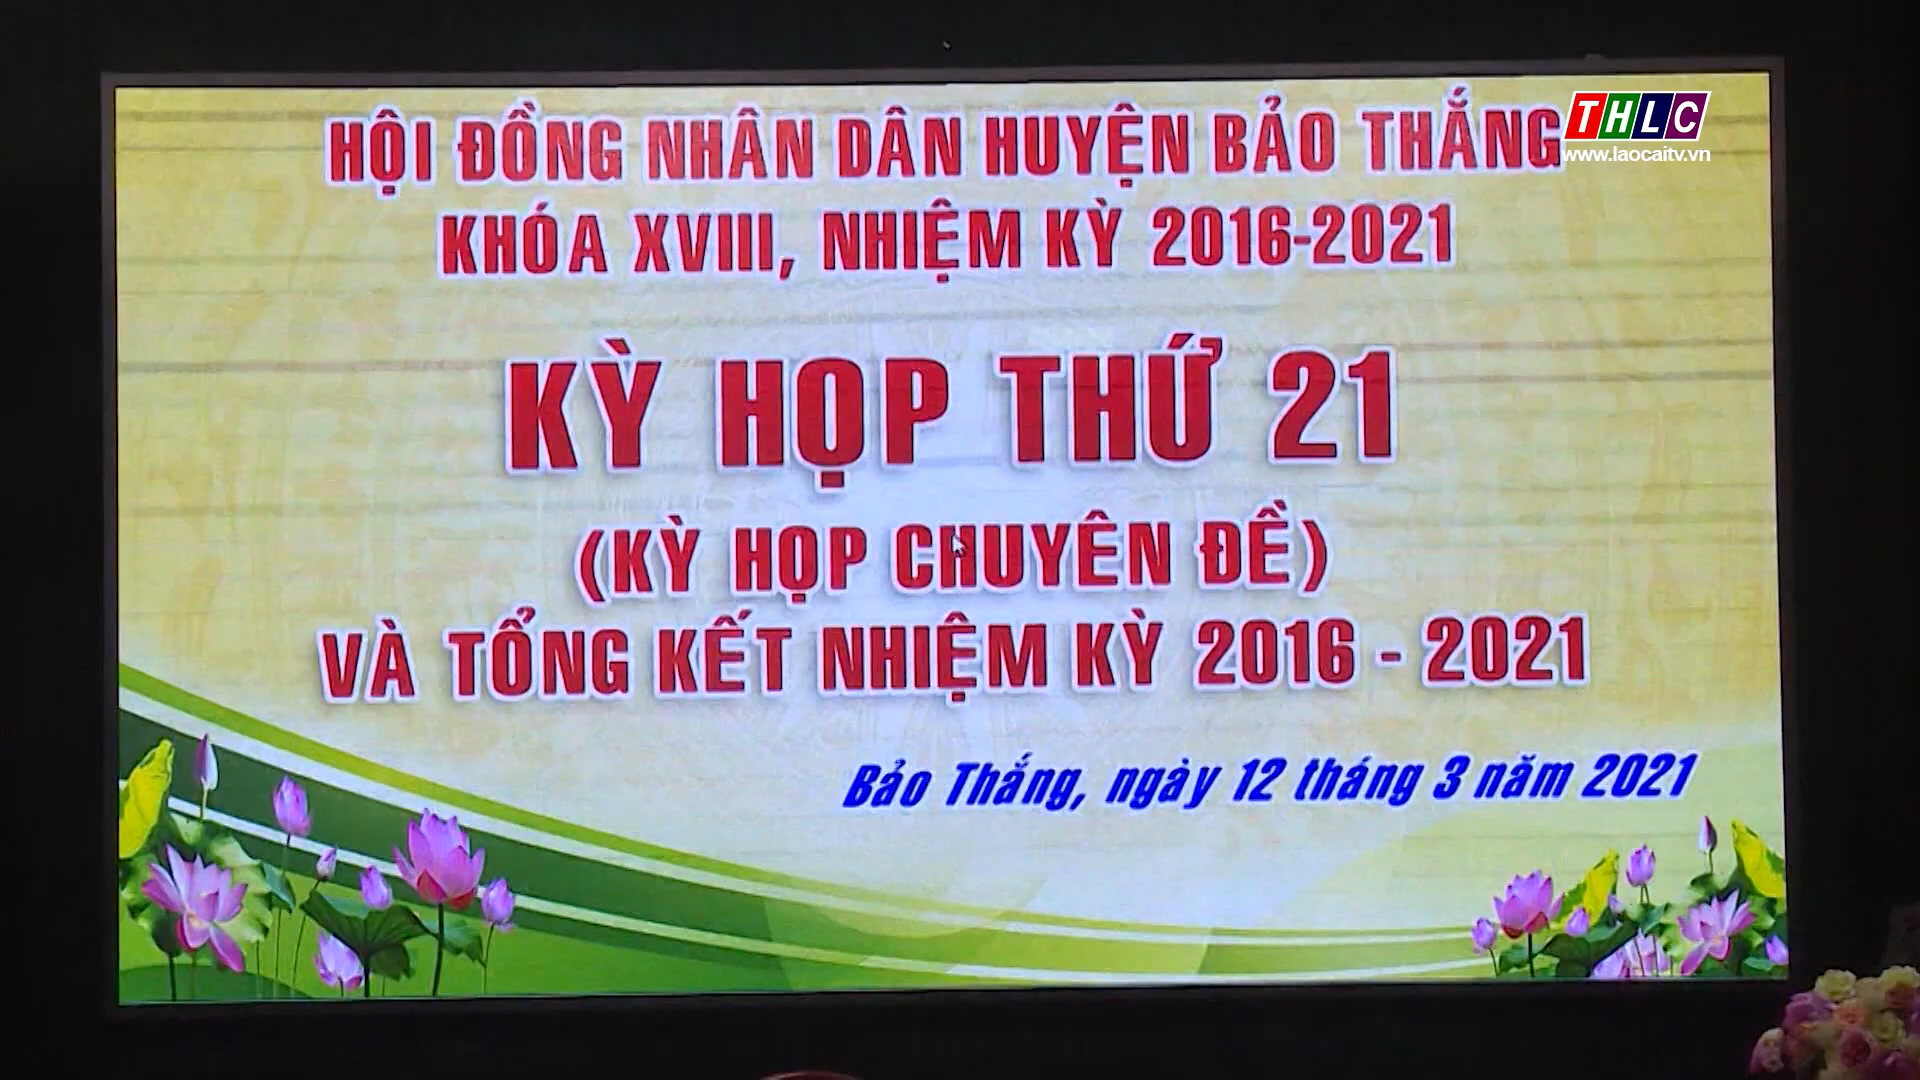 THLC
www.laocaitv.vn
HỘI ĐỒNG NHÂN DÂN HUYỆN BẢO THẮNG
KHÓA XVIII, NHIỆM KỲ 2016-2021
KỲ HỌP THỨ 21
(KỲ HỌP CHUYÊN ĐỀ)
VÀ TỔNG KẾT NHIỆM KỲ 2016 - 2021
Bảo Thắng, ngày 12 tháng 3 năm 2021